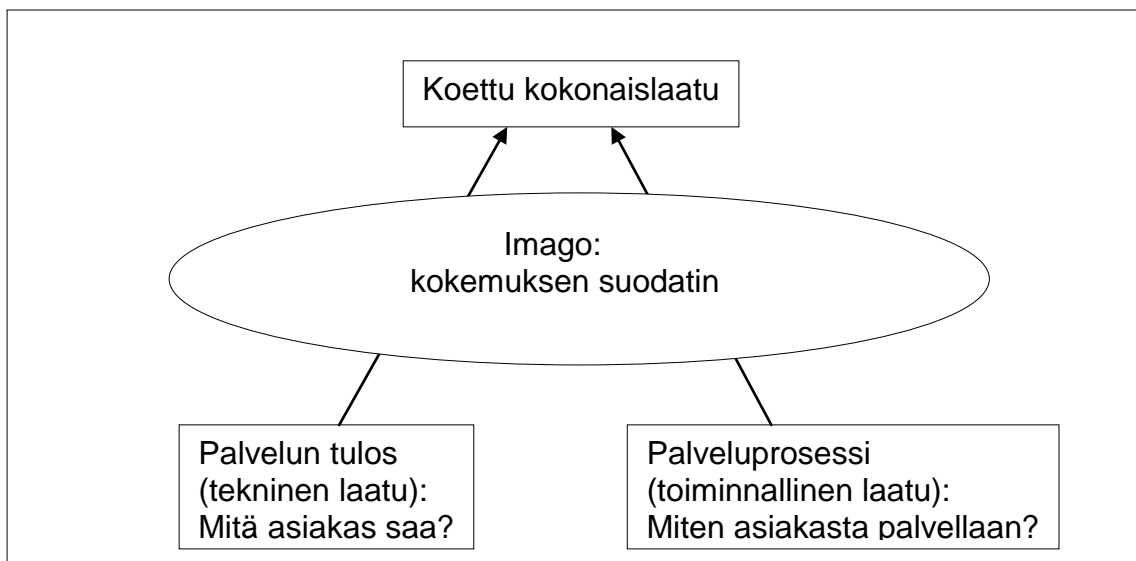 Koettu kokonaislaatu
Imago:
kokemuksen suodatin
Palvelun tulos
(tekninen laatu):
Mitä asiakas saa?
Palveluprosessi
(toiminnallinen laatu):
Miten asiakasta palvellaan?